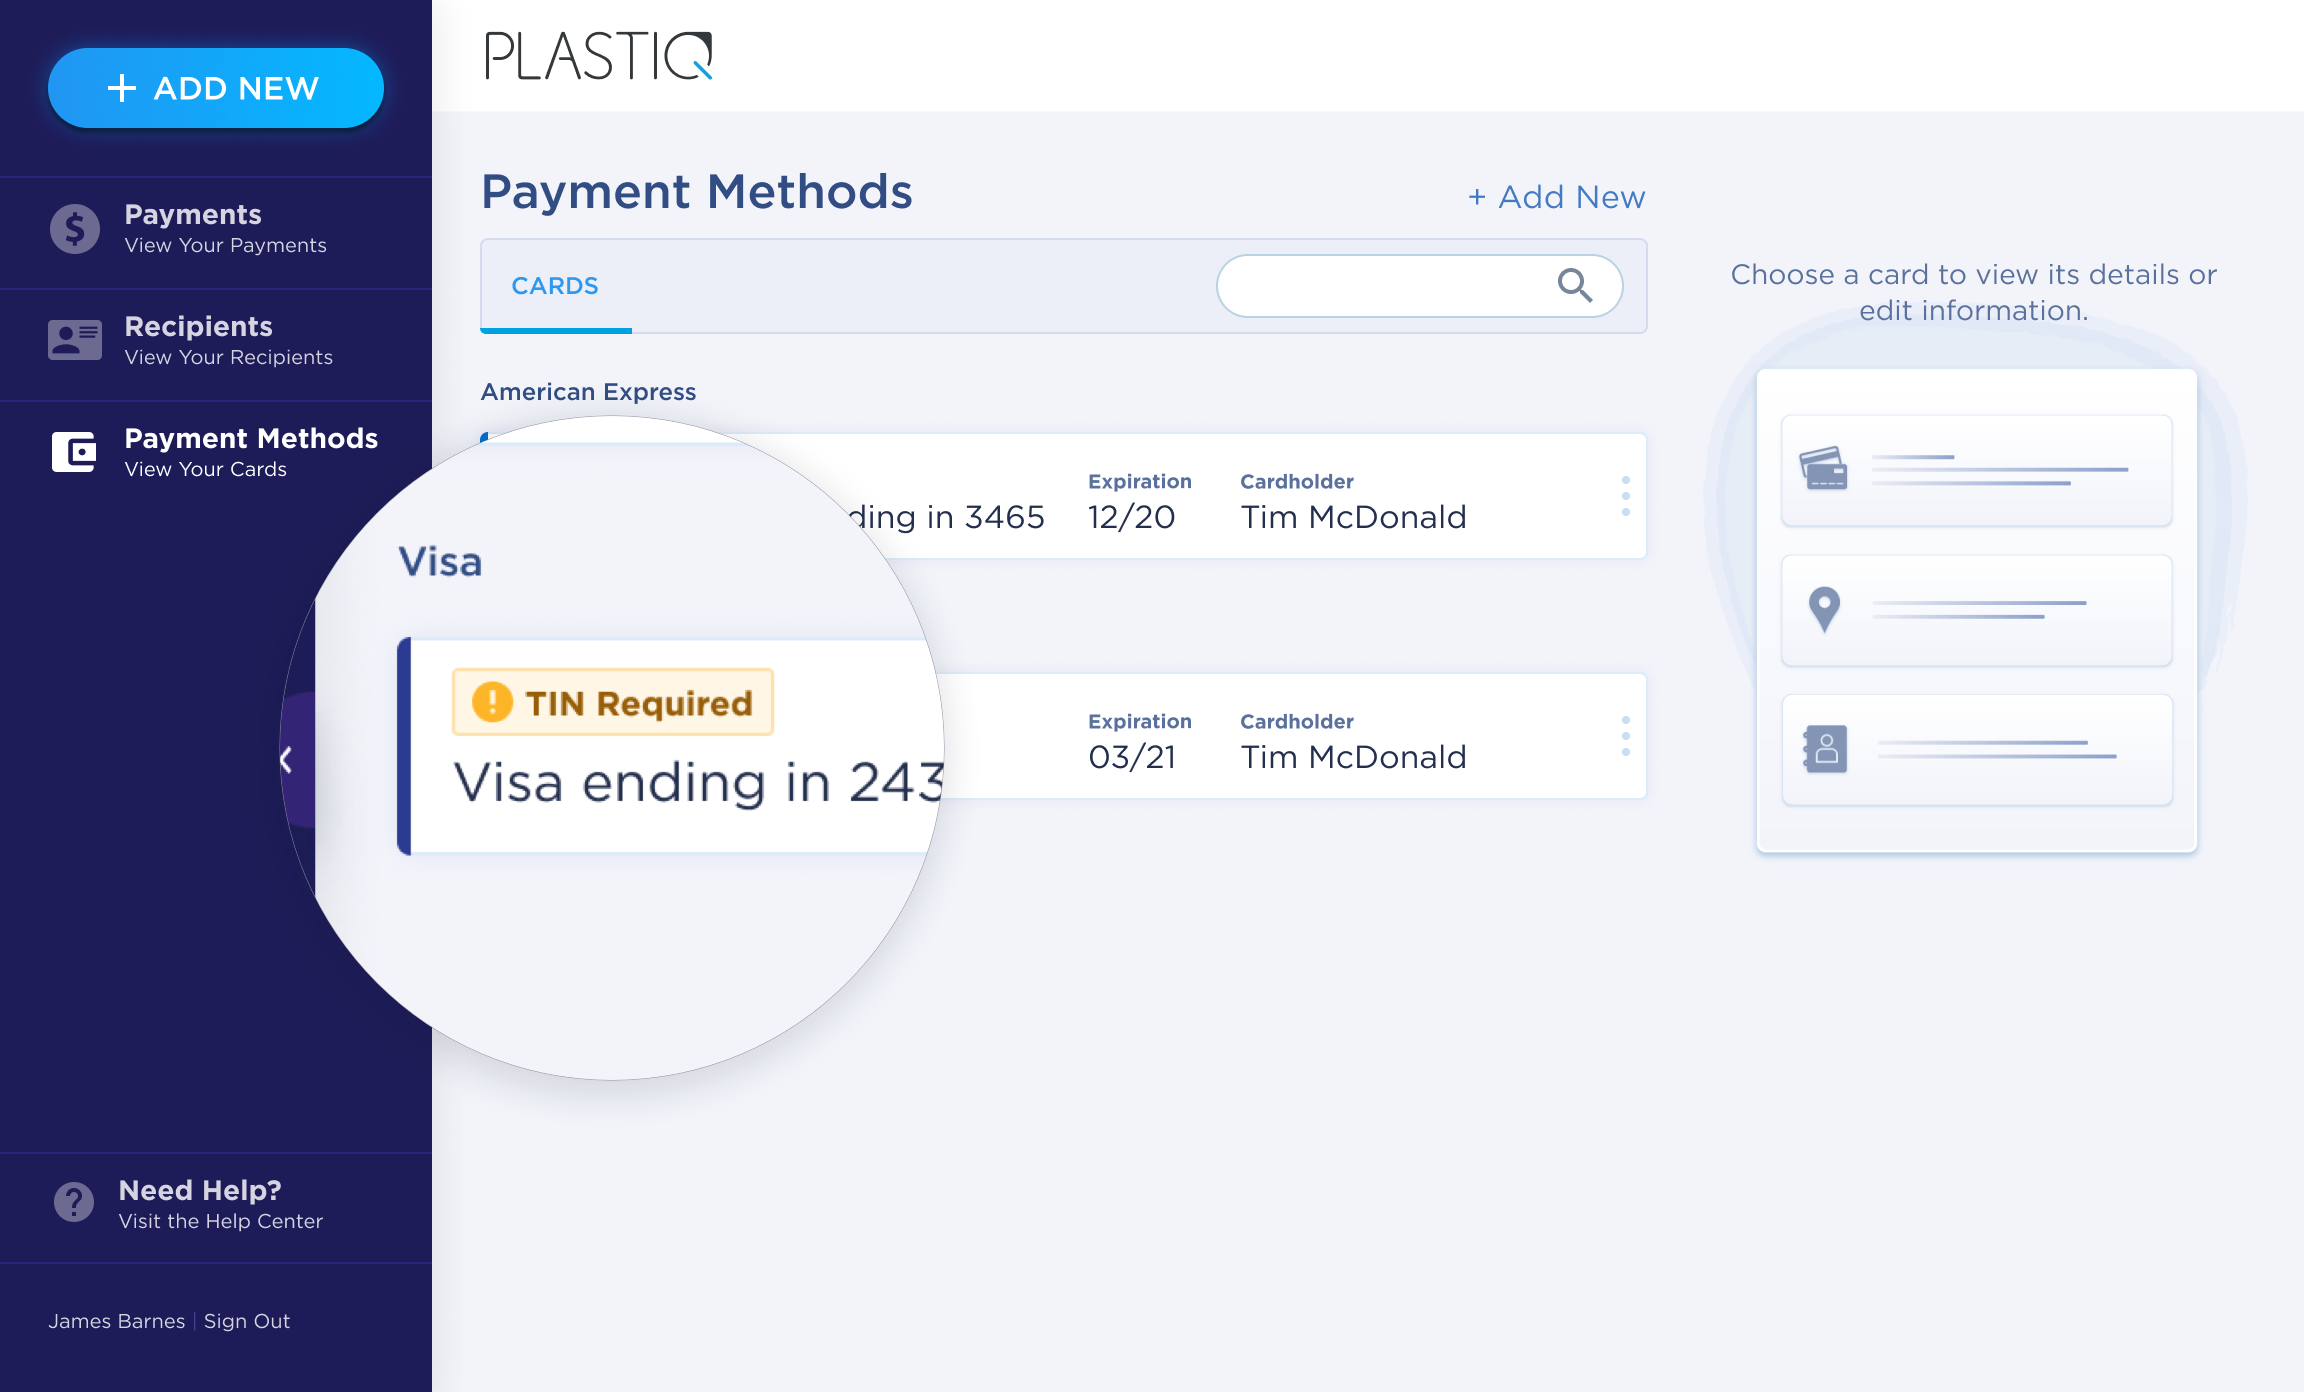 + ADD NEW
Payments
View Your Payments
Recipients
View Your Recipients
Payment Methods
View Your Cards
Need Help?
Visit the Help Center
James Barnes | Sign Out
PLASTIQ
Payment Methods
+ Add New
CARDS
American Express
ding in 3465
Expiration
12/20
Cardholder
Tim McDonald
Visa
TIN Required
Visa ending in 243
Expiration
03/21
Cardholder
Tim McDonald
Choose a card to view its details or
edit information.